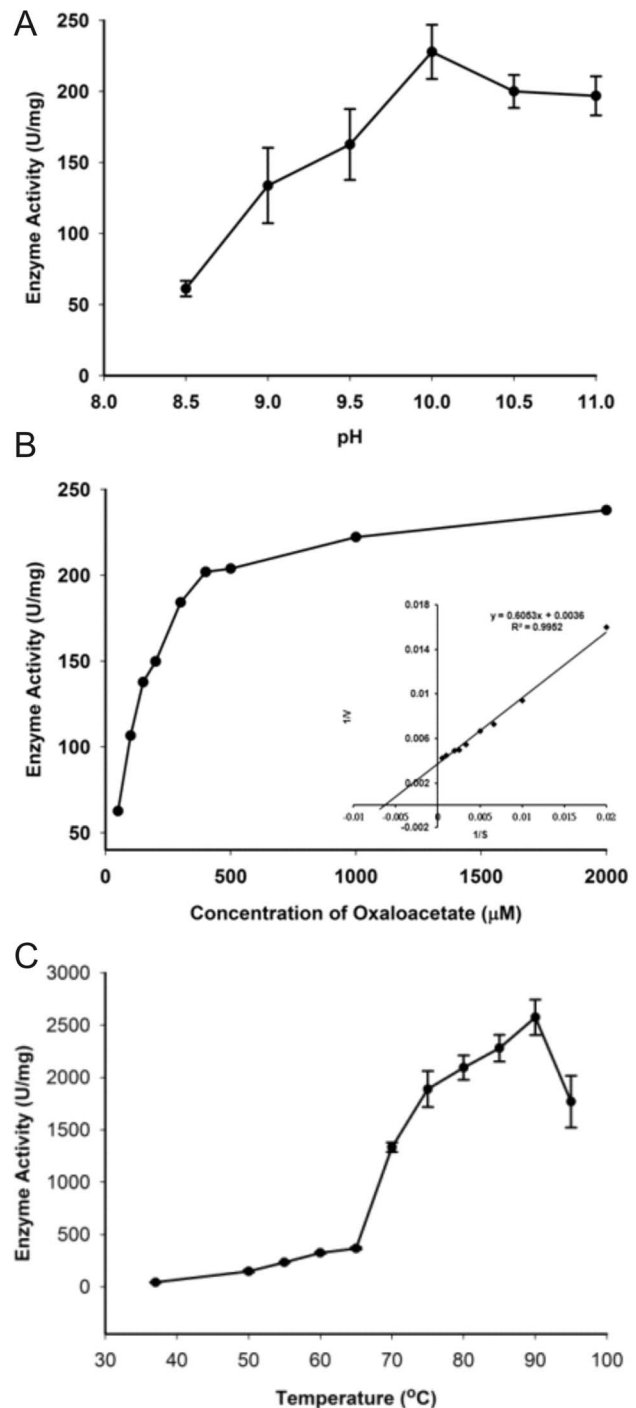 A
250
200
150
100
50
0
Enzyme Activity (U/mg)
8.0 8.5 9.0 9.5 10.0 10.5 11.0
pH
B
250
200
150
100
50
Enzyme Activity (U/mg)
0.018
0.014
0.010
0.006
0.002
-0.002
1/V
y = 0.6053x + 0.0036
R² = 0.9952
-0.01 -0.005 0 0.005 0.01 0.015 0.02
1/S
0 500 1000 1500 2000
Concentration of Oxaloacetate (µM)
C
3000
2500
2000
1500
1000
500
0
Enzyme Activity (U/mg)
30 40 50 60 70 80 90 100
Temperature (°C)